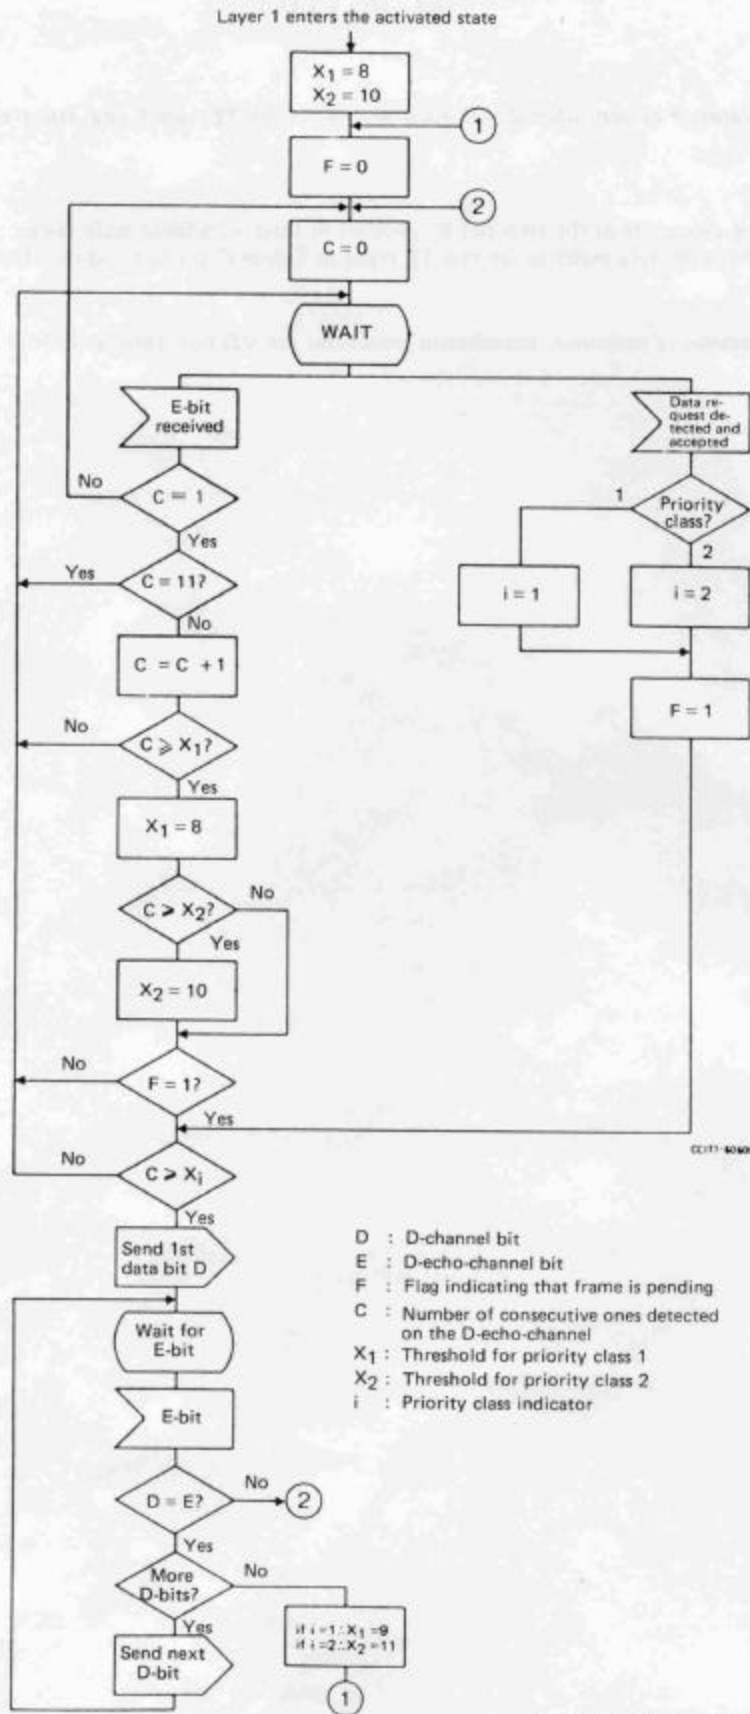 Layer 1 enters the activated state
X1 = 8
X2 = 10
1
F = 0
2
C = 0
WAIT
E-bit
received
Data re-
quest de-
tected and
accepted
No
C = 1
Yes
1
Priority
class?
2
Yes
C = 11?
No
i = 1
i = 2
C = C + 1
F = 1
No
C ⩾ X1?
Yes
X1 = 8
C ⩾ X2?
No
Yes
X2 = 10
No
F = 1?
Yes
No
C ⩾ Xi
Yes
Send 1st
data bit D
Wait for
E-bit
E-bit
D = E?
No
2
Yes
More
D-bits?
No
Yes
Send next
D-bit
if i=1∴X1=9
if i=2∴X2=11
1
D : D-channel bit
E : D-echo-channel bit
F : Flag indicating that frame is pending
C : Number of consecutive ones detected
on the D-echo-channel
X1 : Threshold for priority class 1
X2 : Threshold for priority class 2
i : Priority class indicator